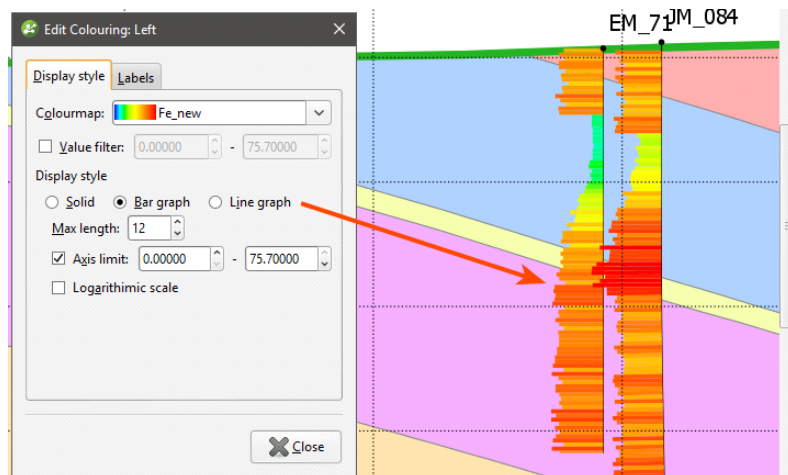 Edit Colouring: Left
Display style Labels
Colourmap: Fe_new
Value filter: 0.00000 - 75.70000
Display style
Solid Bar graph Line graph
Max length: 12
Axis limit: 0.00000 - 75.70000
Logarithmic scale
Close
EM_71 JM_084